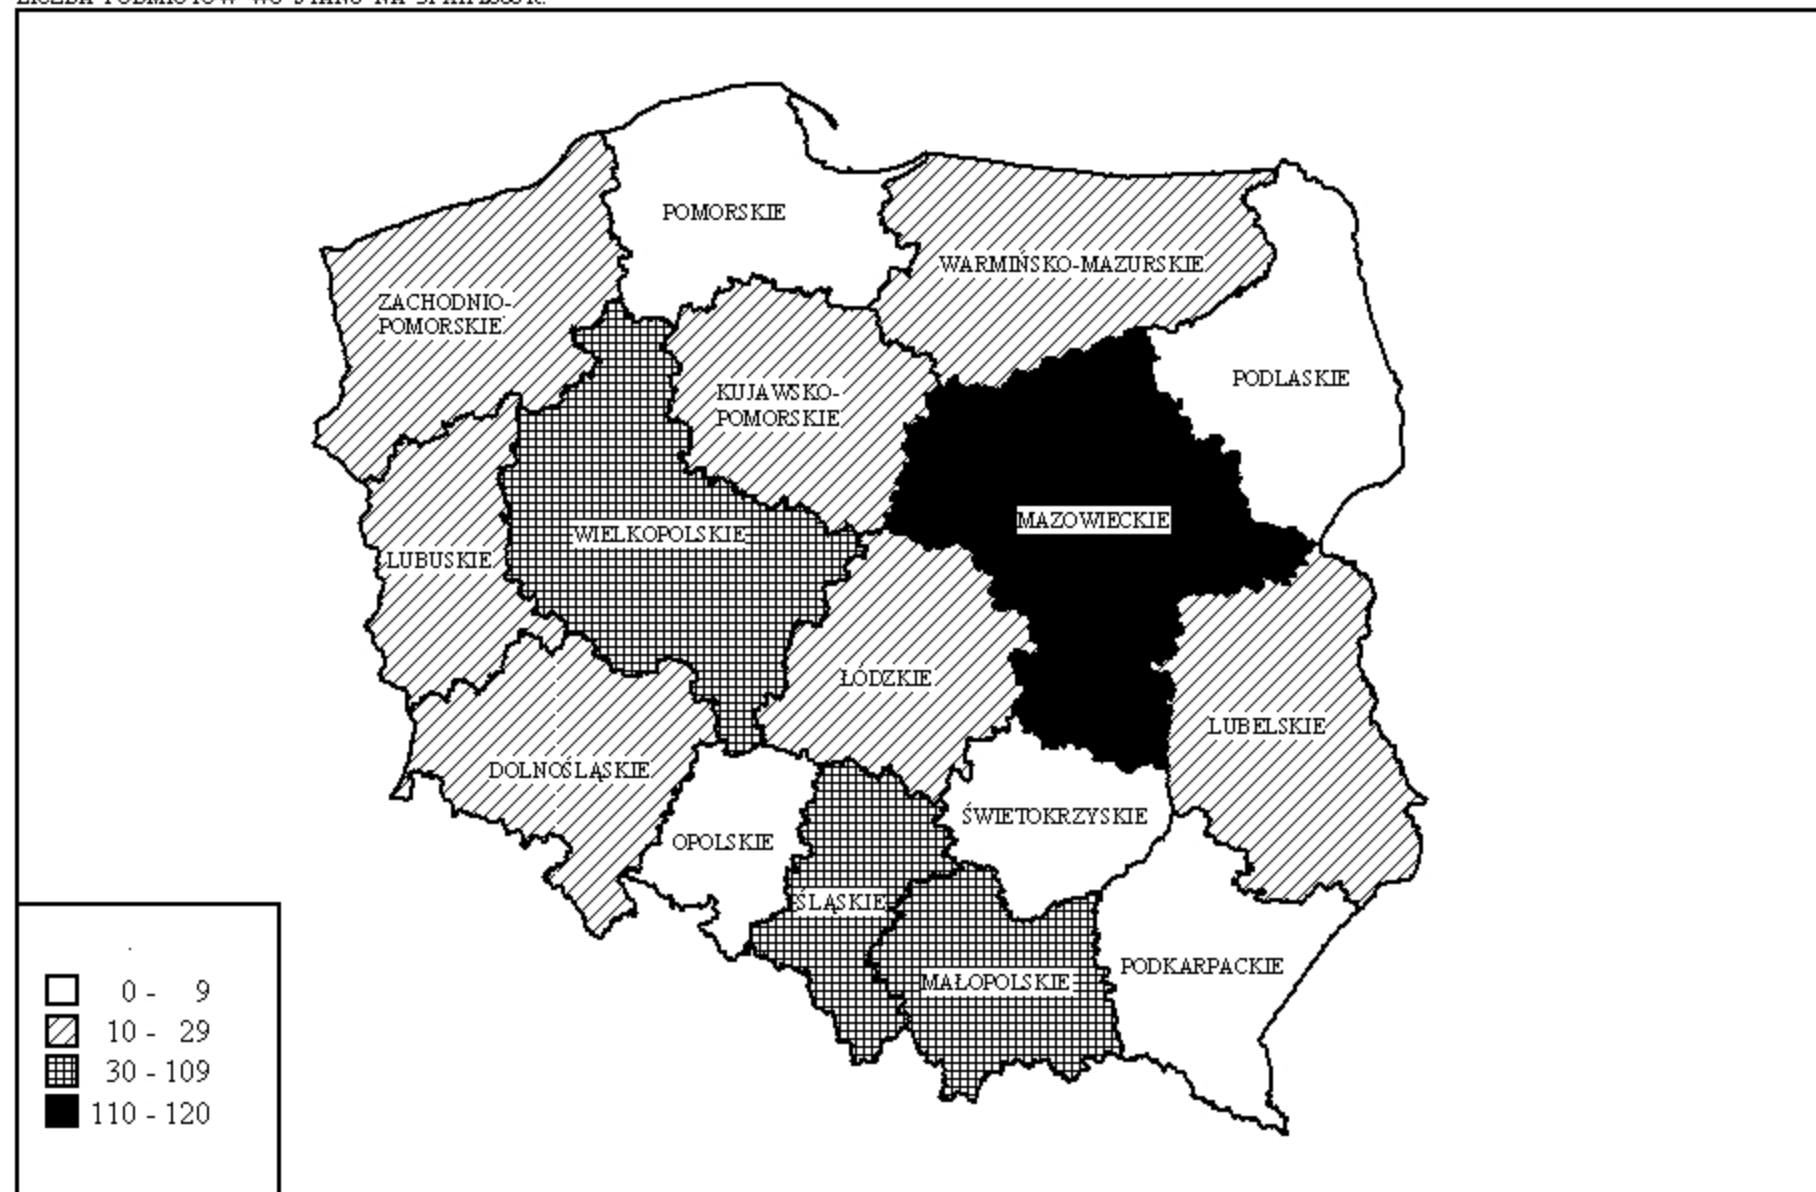 POMORSKIE
WARMIŃSKO-MAZURSKIE
ZACHODNIO-
POMORSKIE
PODLASKIE
KUJAWSKO-
POMORSKIE
MAZOWIECKIE
WIELKOPOLSKIE
LUBUSKIE
ŁÓDZKIE
LUBELSKIE
DOLNOŚLĄSKIE
ŚWIETOKRZYSKIE
OPOLSKIE
ŚLĄSKIE
PODKARPACKIE
MAŁOPOLSKIE
0 - 9
10 - 29
30 - 109
110 - 120